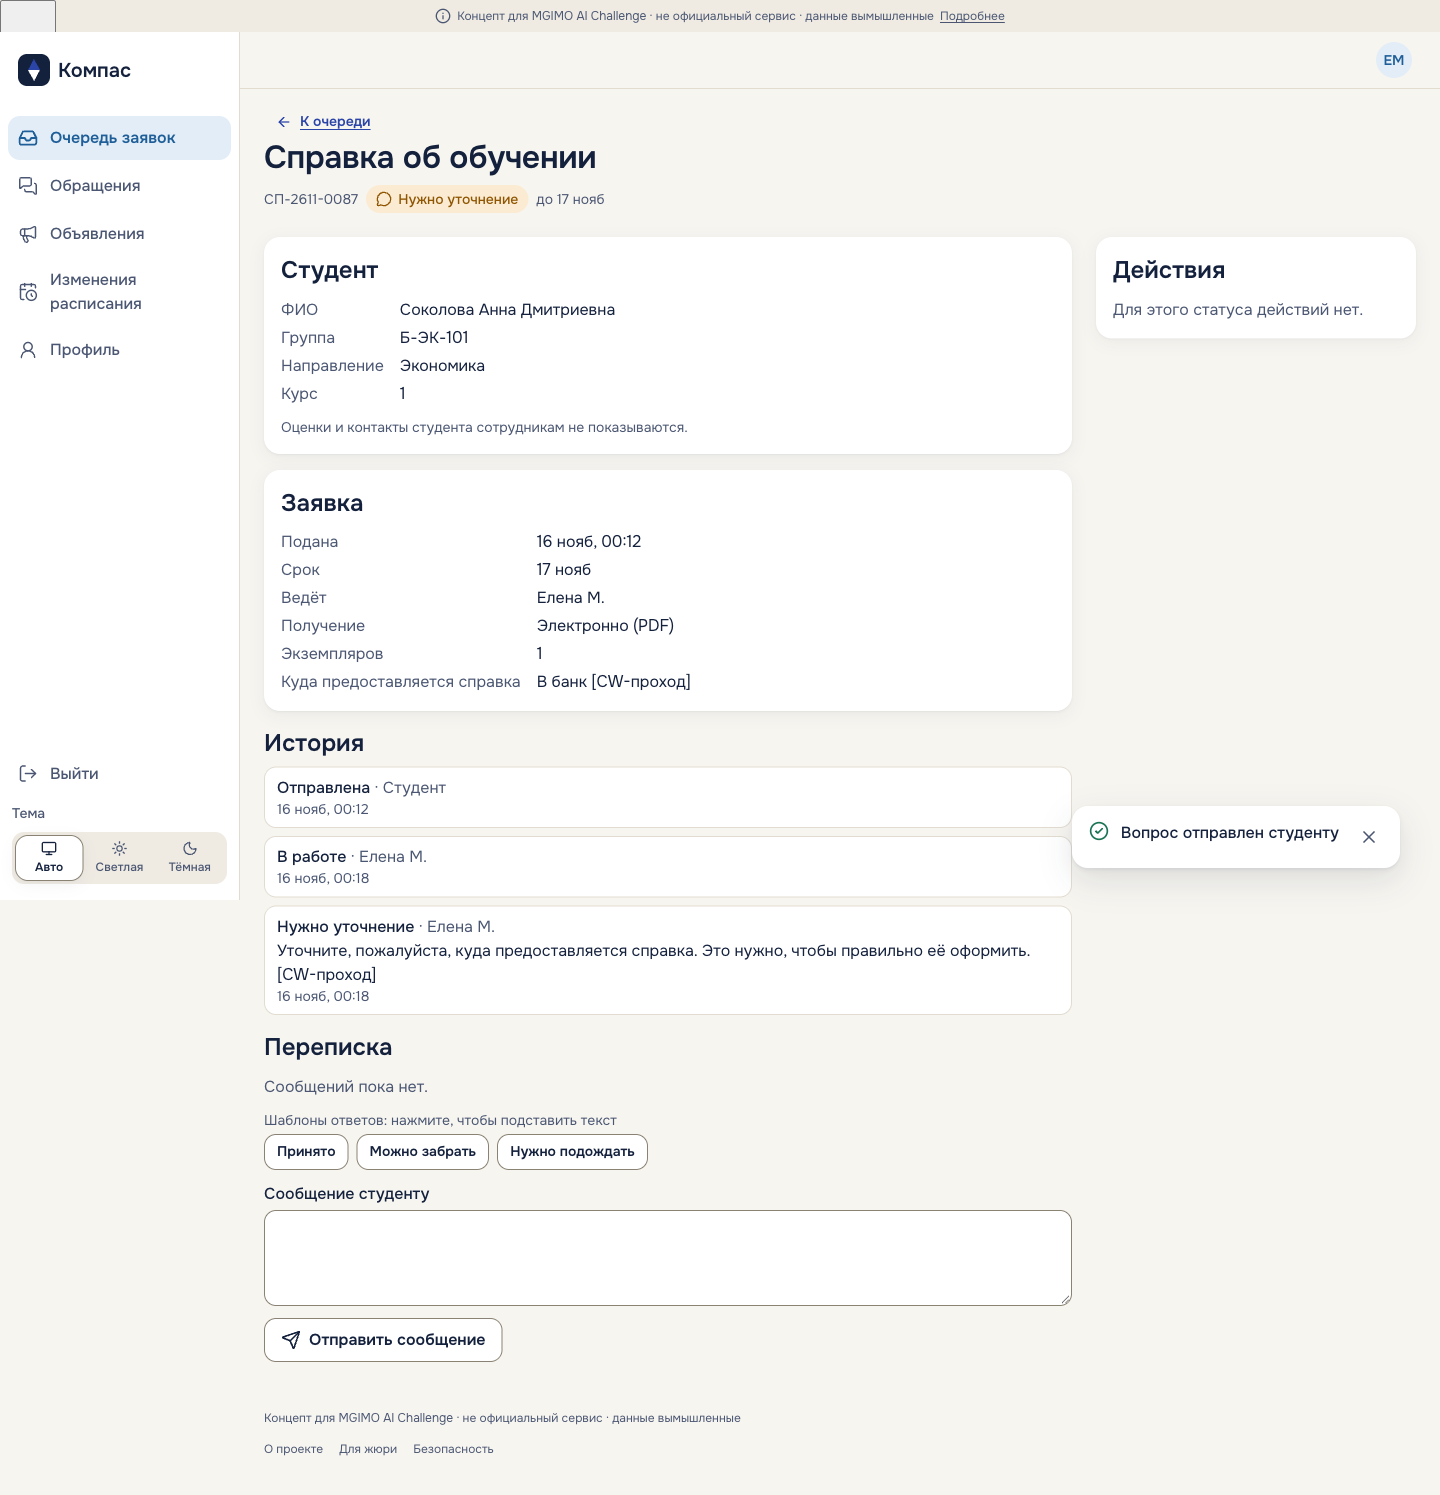 Концепт для MGIMO AI Challenge · не официальный сервис · данные вымышленные Подробнее
Компас
ЕМ
Очередь заявок
Обращения
Объявления
Изменения
расписания
Профиль
Выйти
Тема
Авто
Светлая
Тёмная
К очереди
Справка об обучении
СП-2611-0087 Нужно уточнение до 17 нояб
Студент
ФИО Соколова Анна Дмитриевна
Группа Б-ЭК-101
Направление Экономика
Курс 1
Оценки и контакты студента сотрудникам не показываются.
Действия
Для этого статуса действий нет.
Заявка
Подана 16 нояб, 00:12
Срок 17 нояб
Ведёт Елена М.
Получение Электронно (PDF)
Экземпляров 1
Куда предоставляется справка В банк [CW-проход]
История
Отправлена · Студент
16 нояб, 00:12
В работе · Елена М.
16 нояб, 00:18
Нужно уточнение · Елена М.
Уточните, пожалуйста, куда предоставляется справка. Это нужно, чтобы правильно её оформить.
[CW-проход]
16 нояб, 00:18
Вопрос отправлен студенту
Переписка
Сообщений пока нет.
Шаблоны ответов: нажмите, чтобы подставить текст
Принято
Можно забрать
Нужно подождать
Сообщение студенту
Отправить сообщение
Концепт для MGIMO AI Challenge · не официальный сервис · данные вымышленные
О проекте Для жюри Безопасность